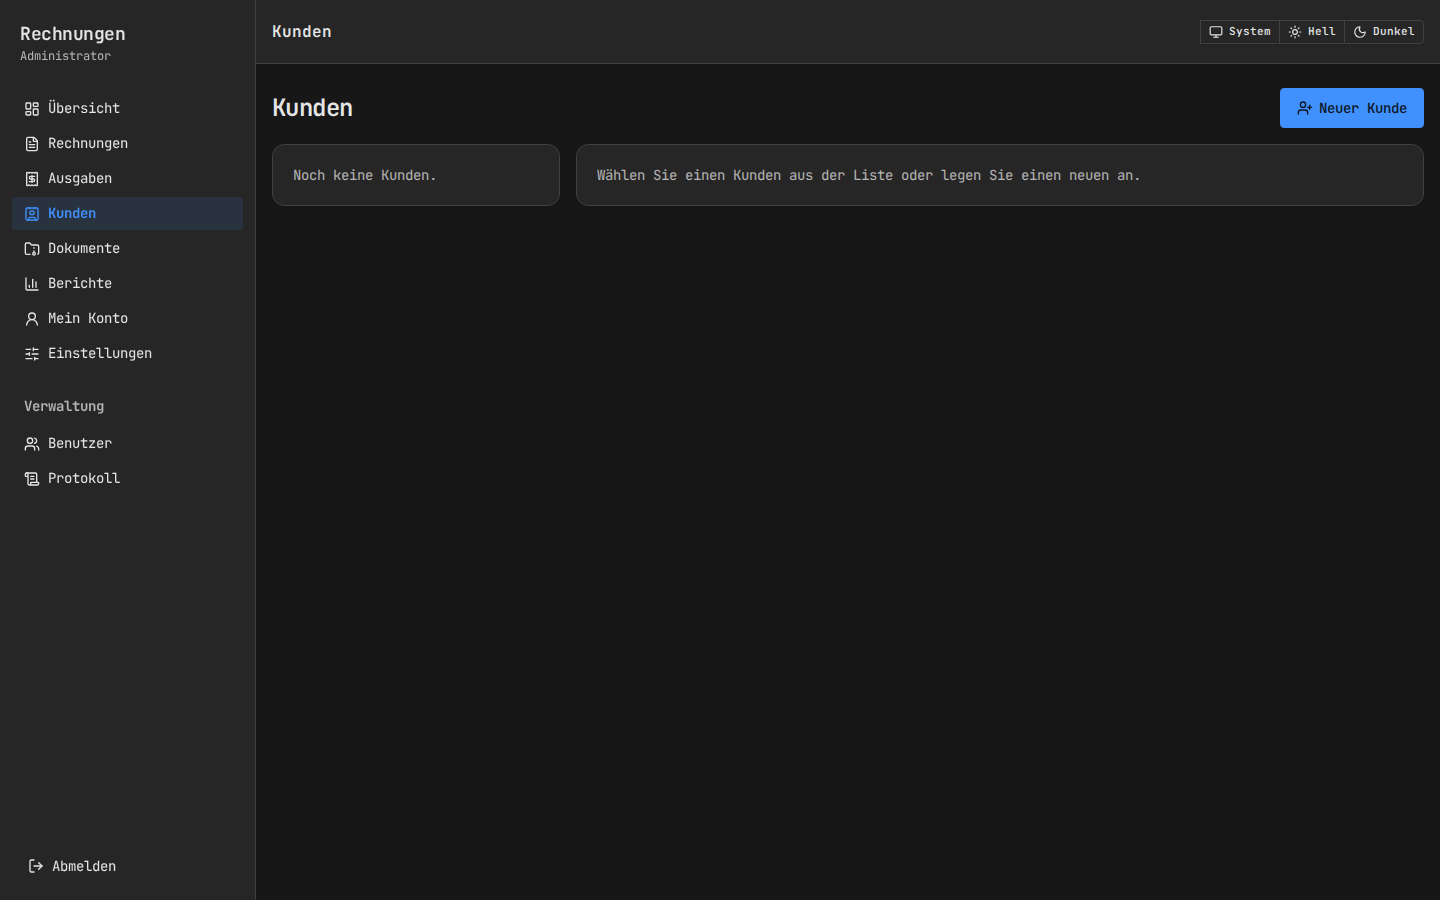 Rechnungen
Administrator
Übersicht
Rechnungen
Ausgaben
Kunden
Dokumente
Berichte
Mein Konto
Einstellungen
Verwaltung
Benutzer
Protokoll
Abmelden
Kunden
System Hell Dunkel
Kunden
Neuer Kunde
Noch keine Kunden.
Wählen Sie einen Kunden aus der Liste oder legen Sie einen neuen an.